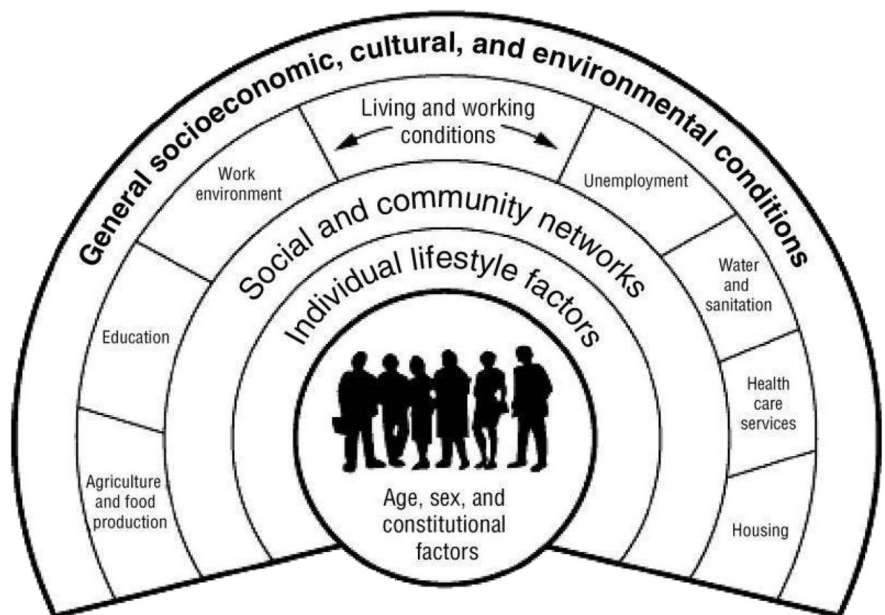 General socioeconomic, cultural, and environmental conditions
Living and working
conditions
Work
environment
Unemployment
Social and community networks
Individual lifestyle factors
Education
Water
and
sanitation
Agriculture
and food
production
Health
care
services
Housing
Age, sex, and
constitutional
factors